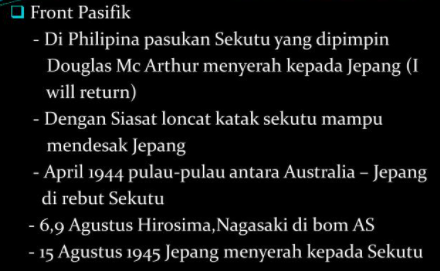 Front Pasifik
- Di Philipina pasukan Sekutu yang dipimpin
Douglas Mc Arthur menyerah kepada Jepang (I
will return)
- Dengan Siasat loncat katak sekutu mampu
mendesak Jepang
- April 1944 pulau-pulau antara Australia – Jepang
di rebut Sekutu
- 6,9 Agustus Hirosima,Nagasaki di bom AS
- 15 Agustus 1945 Jepang menyerah kepada Sekutu